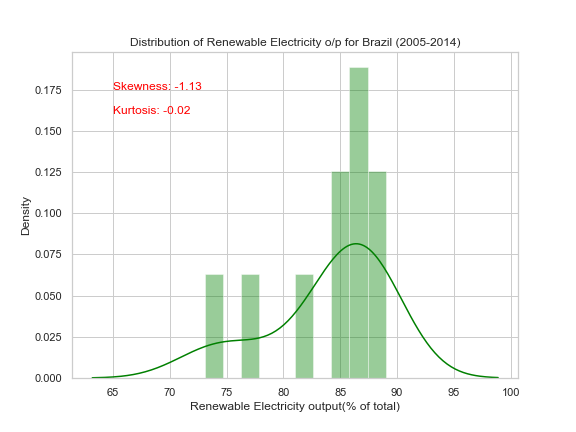 Distribution of Renewable Electricity o/p for Brazil (2005-2014)
Skewness: -1.13
Kurtosis: -0.02
Density
0.175
0.150
0.125
0.100
0.075
0.050
0.025
0.000
65 70 75 80 85 90 95 100
Renewable Electricity output(% of total)